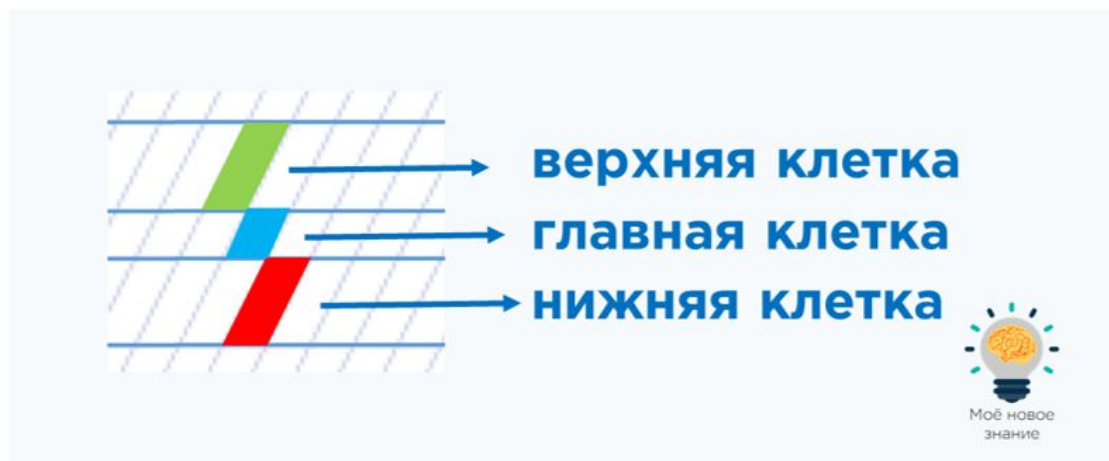 верхняя клетка
главная клетка
нижняя клетка
Моё новое
знание